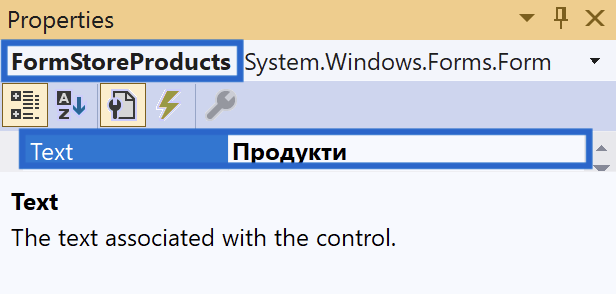 Properties
FormStoreProducts System.Windows.Forms.Form
A Z
Text Продукти
Text
The text associated with the control.